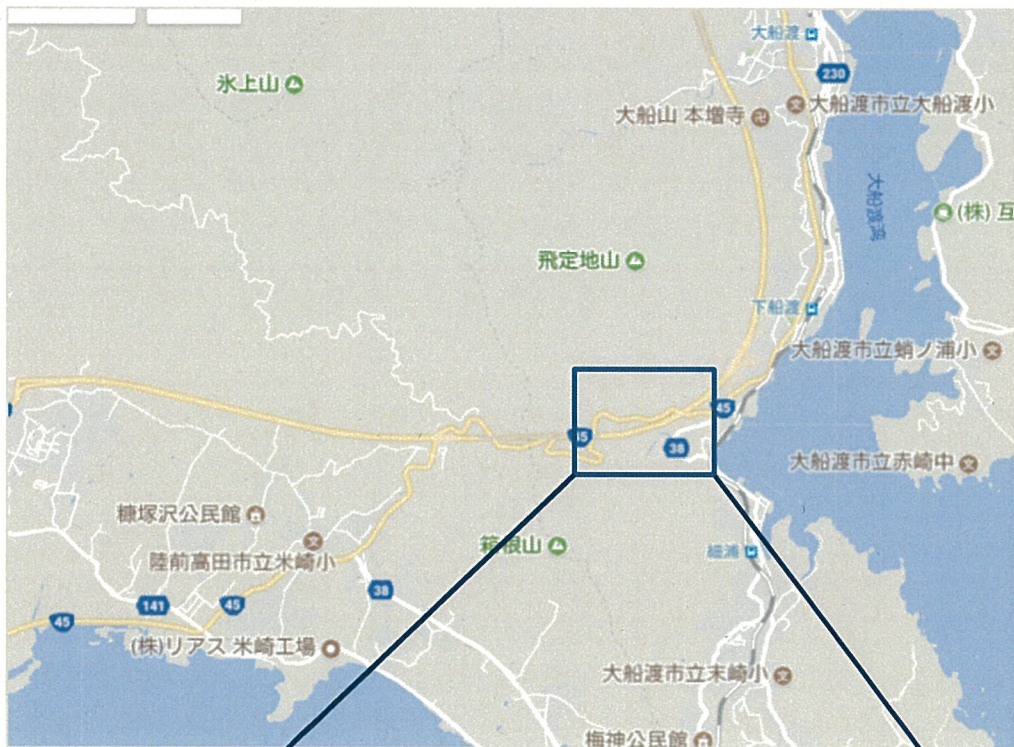 大船渡
氷上山
230
大船山 本増寺
大船渡市立大船渡小
大船渡湾
(株) 互
飛定地山
下船渡
大船渡市立蛸ノ浦小
45
45
38
大船渡市立赤崎中
糠塚沢公民館
陸前高田市立米崎小
箱根山
細浦
38
141
45
45
(株)リアス 米崎工場
大船渡市立末崎小
梅神公民館